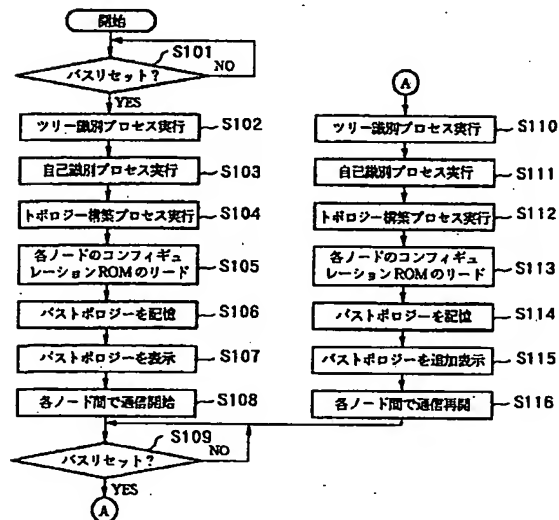 開始
S101
バスリセット？
NO
YES
ツリー識別プロセス実行
S102
自己識別プロセス実行
S103
トポロジー構築プロセス実行
S104
各ノードのコンフィギュ
レーションROMのリード
S105
バストポロジーを記憶
S106
バストポロジーを表示
S107
各ノード間で通信開始
S108
S109
バスリセット？
NO
YES
A
A
ツリー識別プロセス実行
S110
自己識別プロセス実行
S111
トポロジー構築プロセス実行
S112
各ノードのコンフィギュ
レーションROMのリード
S113
バストポロジーを記憶
S114
バストポロジーを追加表示
S115
各ノード間で通信再開
S116